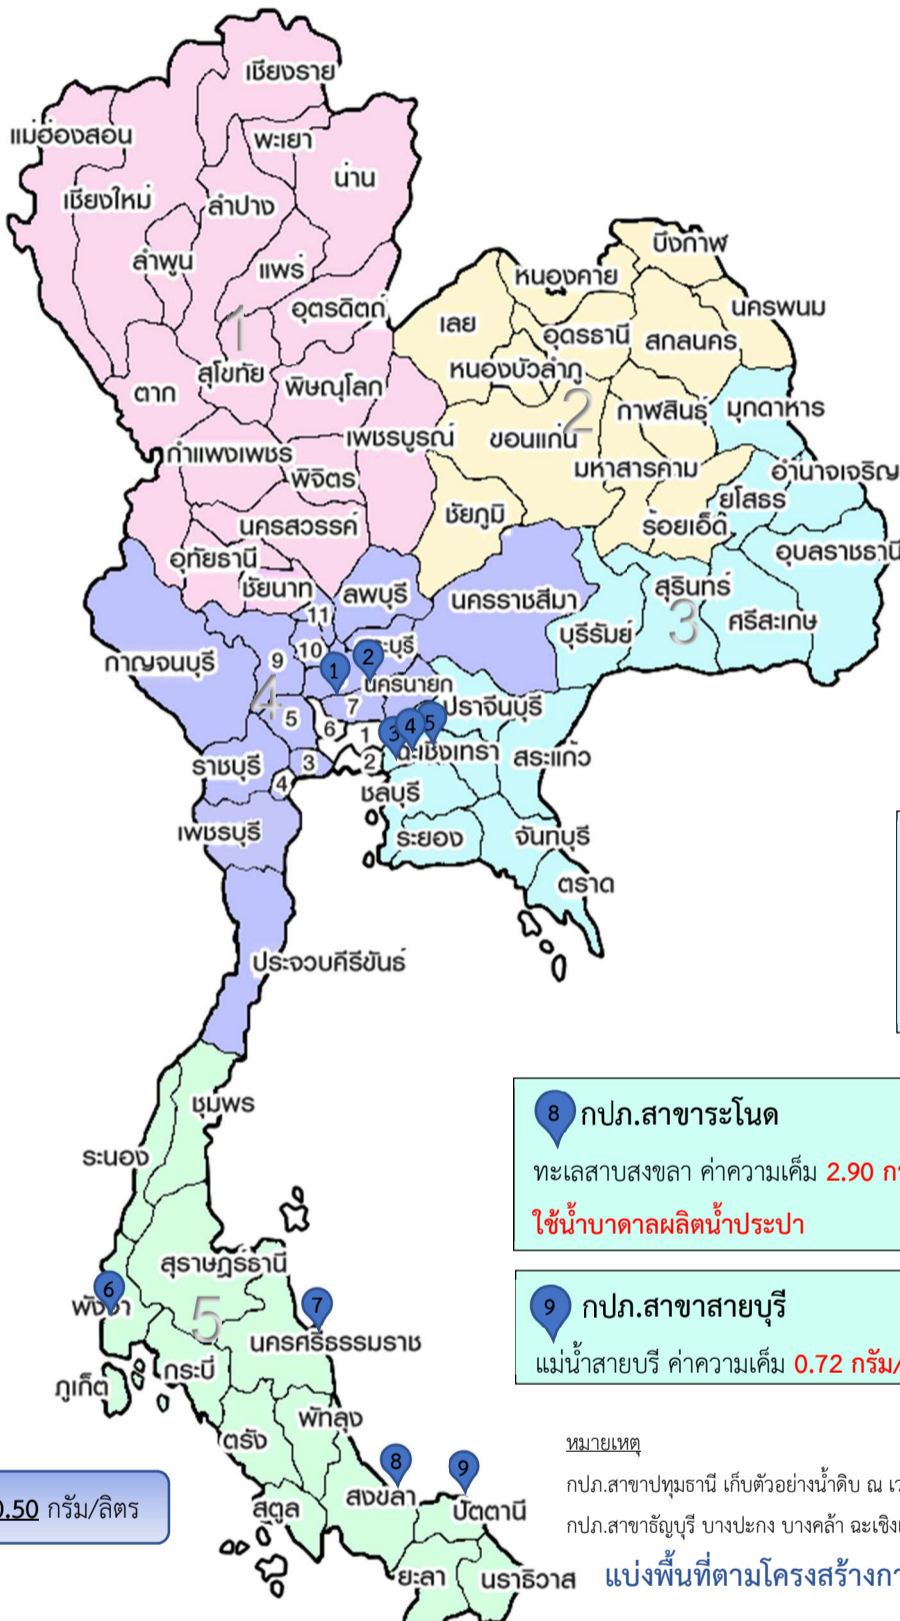 เชียงราย
แม่ฮ่องสอน
พะเยา
น่าน
เชียงใหม่
ลำปาง
ลำพูน
แพร่
อุตรดิตถ์
1
สุโขทัย
ตาก
พิษณุโลก
เพชรบูรณ์
กำแพงเพชร
พิจิตร
นครสวรรค์
อุทัยธานี
ชัยนาท
บึงกาฬ
หนองคาย
นครพนม
เลย
อุดรธานี
สกลนคร
หนองบัวลำภู
2
กาฬสินธุ์
มุกดาหาร
ขอนแก่น
มหาสารคาม
อำนาจเจริญ
ยโสธร
ชัยภูมิ
ร้อยเอ็ด
อุบลราชธานี
ลพบุรี
นครราชสีมา
สุรินทร์
3
ศรีสะเกษ
บุรีรัมย์
11
10
9
กาญจนบุรี
1
2
ะบุรี
นครนายก
4
7
5
6
1
3
4
5
ปราจีนบุรี
ฉะเชิงเทรา
สระแก้ว
ราชบุรี
3
2
4
ชลบุรี
เพชรบุรี
ระยอง
จันทบุรี
ตราด
ประจวบคีรีขันธ์
ชุมพร
ระนอง
สุราษฎร์ธานี
6
พังงา
5
7
นครศรีธรรมราช
กระบี่
ภูเก็ต
พัทลุง
ตรัง
8
9
สงขลา
ปัตตานี
สตูล
ยะลา
นราธิวาส
8 กปภ.สาขาระโนด
ทะเลสาบสงขลา ค่าความเค็ม 2.90 กร
ใช้น้ำบาดาลผลิตน้ำประปา
9 กปภ.สาขาสายบุรี
แม่น้ำสายบุรี ค่าความเค็ม 0.72 กรัม/
0.50 กรัม/ลิตร
หมายเหตุ
กปภ.สาขาปทุมธานี เก็บตัวอย่างน้ำดิบ ณ เว
กปภ.สาขาธัญบุรี บางปะกง บางคล้า ฉะเชิงเ
แบ่งพื้นที่ตามโครงสร้างกา